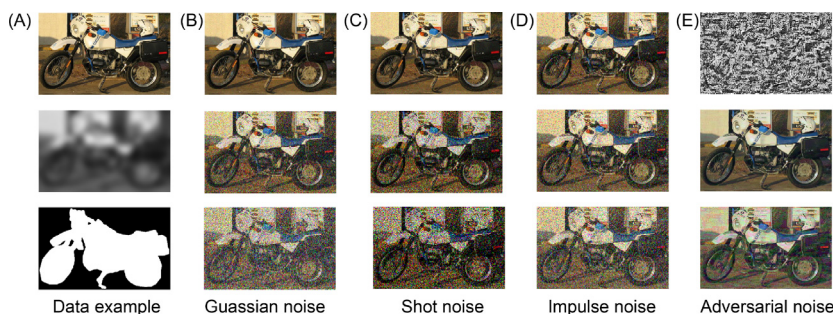 (A) (B) (C) (D) (E)
Data example Guassian noise Shot noise Impulse noise Adversarial noise